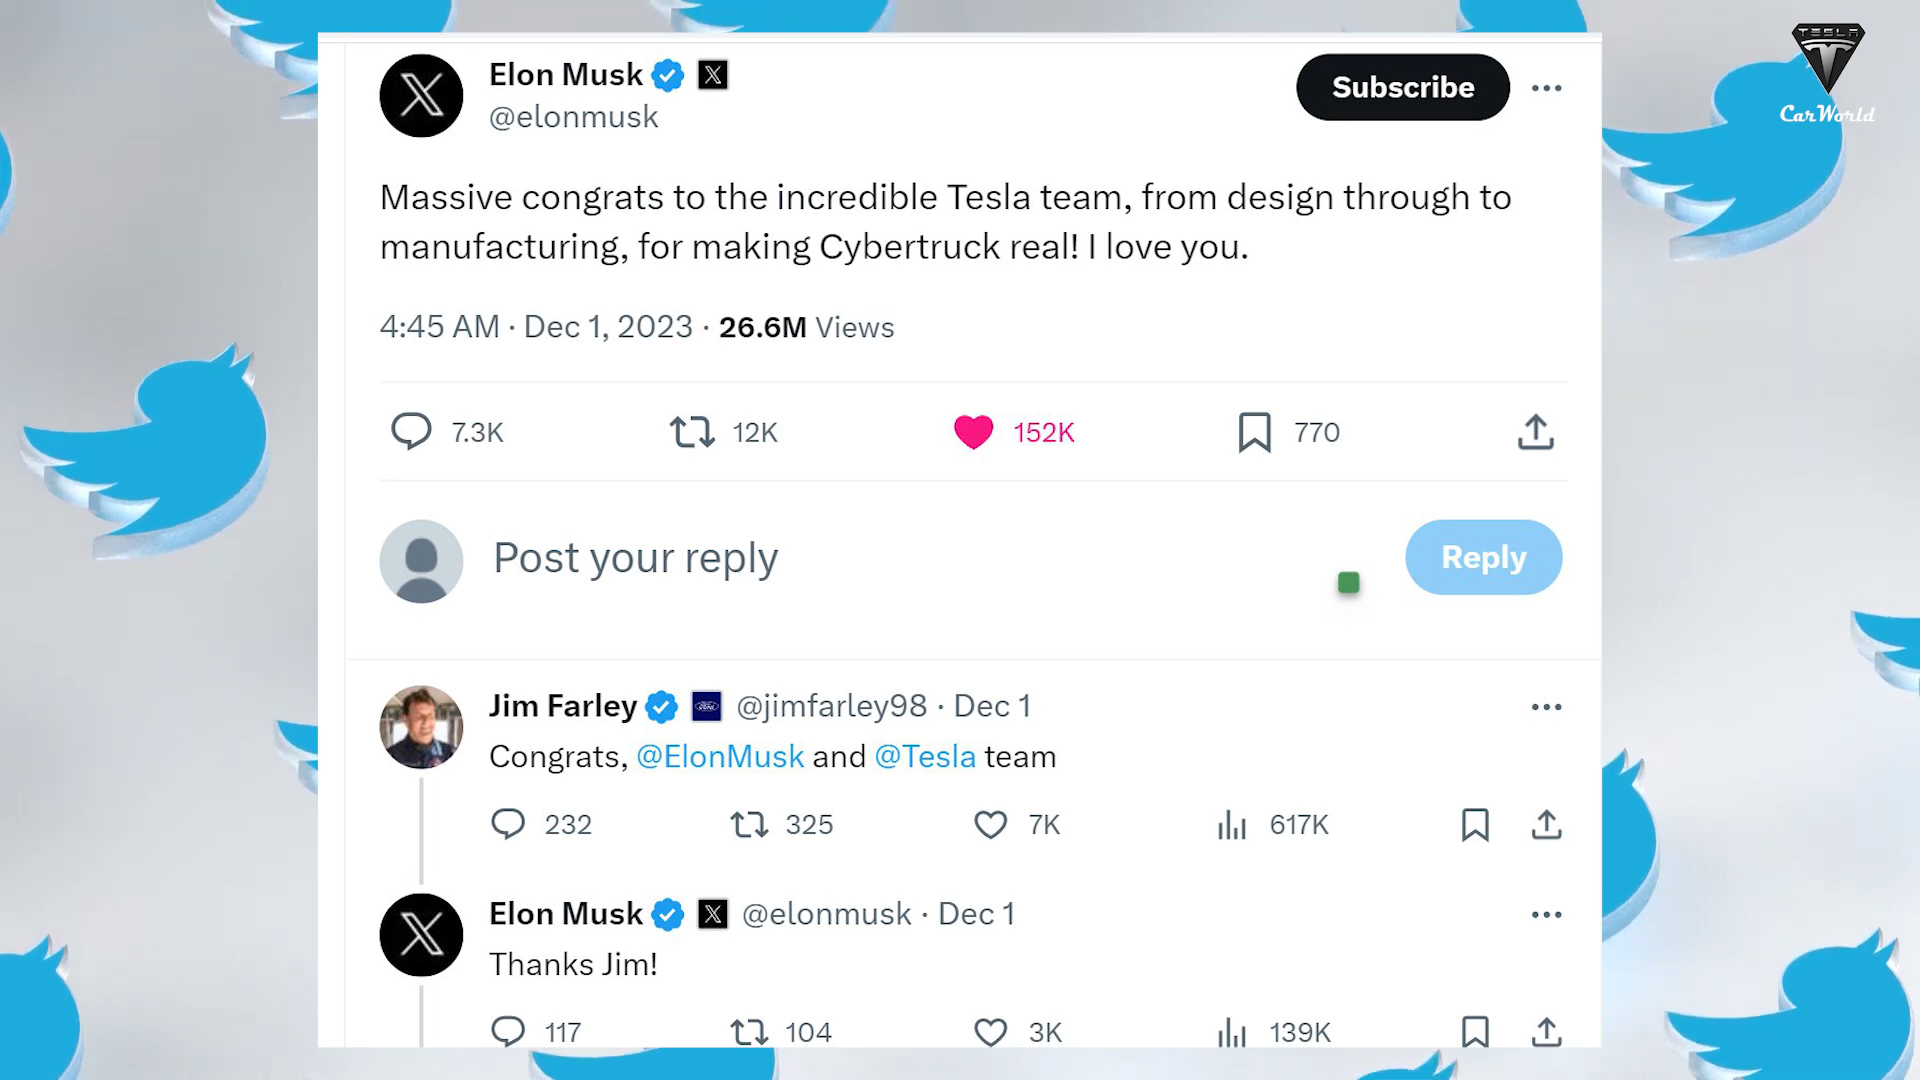 TESLA
CarWorld
Elon Musk
@elonmusk
Subscribe
Massive congrats to the incredible Tesla team, from design through to
manufacturing, for making Cybertruck real! I love you.
4:45 AM · Dec 1, 2023 · 26.6M Views
7.3K 12K 152K 770
Post your reply
Reply
Jim Farley @jimfarley98 · Dec 1
Congrats, @ElonMusk and @Tesla team
232 325 7K 617K
Elon Musk @elonmusk · Dec 1
Thanks Jim!
117 104 3K 139K